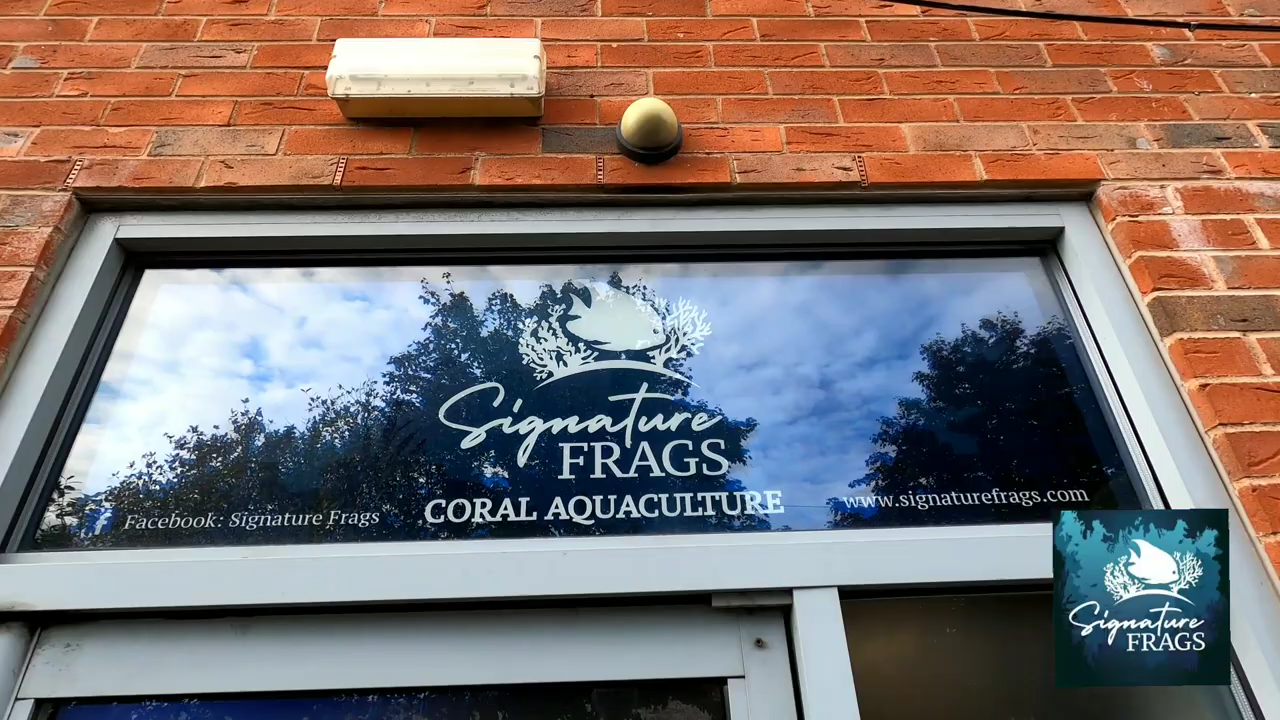 Signature
FRAGS
CORAL AQUACULTURE
f Facebook: Signature Frags
www.signaturefrags.com
Signature
FRAGS